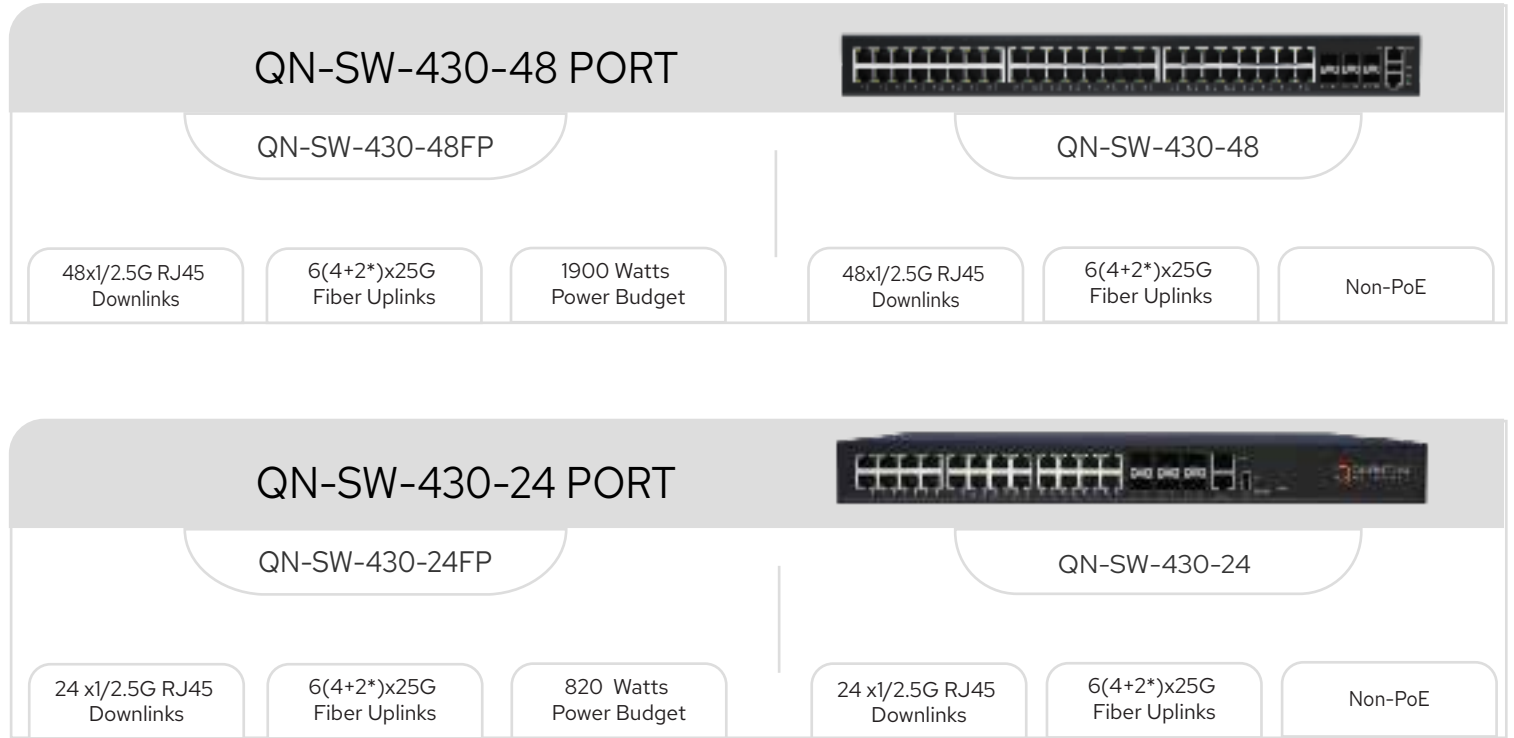 QN-SW-430-48 PORT
QN-SW-430-48FP
QN-SW-430-48
48x1/2.5G RJ45
Downlinks
6(4+2*)x25G
Fiber Uplinks
1900 Watts
Power Budget
48x1/2.5G RJ45
Downlinks
6(4+2*)x25G
Fiber Uplinks
Non-PoE
QN-SW-430-24 PORT
QN-SW-430-24FP
QN-SW-430-24
24 x1/2.5G RJ45
Downlinks
6(4+2*)x25G
Fiber Uplinks
820 Watts
Power Budget
24 x1/2.5G RJ45
Downlinks
6(4+2*)x25G
Fiber Uplinks
Non-PoE